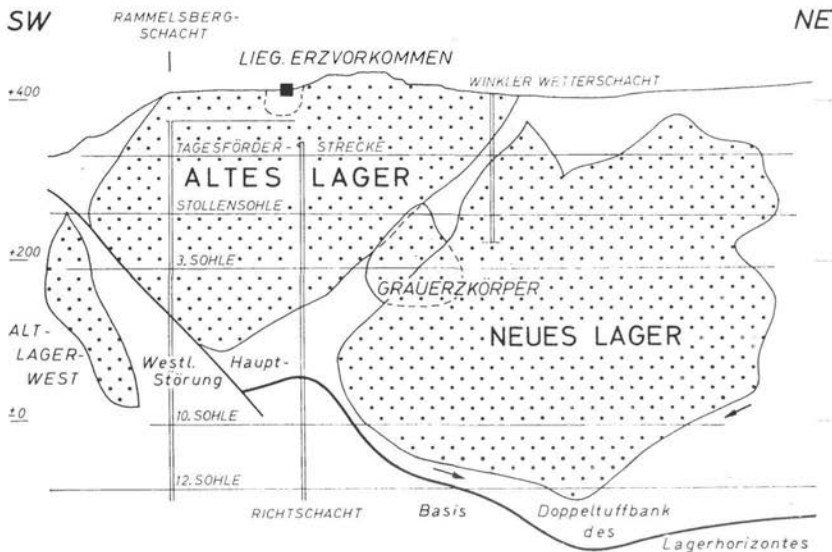 SW
NE
RAMMELSBERG-
SCHACHT
LIEG. ERZVORKOMMEN
WINKLER WETTERSCHACHT
+400
TAGESFÖRDER-STRECKE
ALTES LAGER
STOLLENSOHLE
+200
3. SOHLE
GRAUERZKÖRPER
NEUES LAGER
ALT-
LAGER-
WEST
Westl. Haupt-
Störung
±0
10. SOHLE
12. SOHLE
RICHTSCHACHT
Basis
Doppeltuffbank
des
Lagerhorizontes